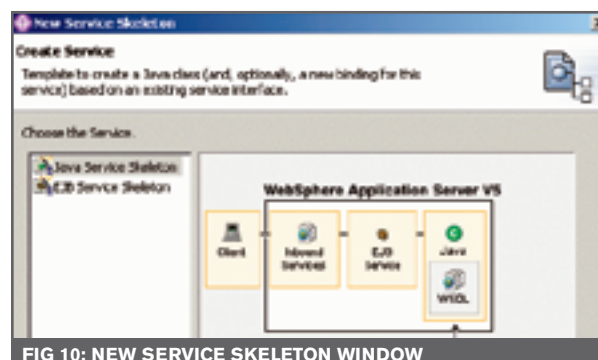 New Service Skeleton
Create Service
Template to create a Java class (and, optionally, a new binding for this
service) based on an existing service interface.
Choose the Service.
Java Service Skeleton
EJB Service Skeleton
WebSphere Application Server V5
Client
Inbound
Services
EJB
Service
Java
WSDL
FIG 10: NEW SERVICE SKELETON WINDOW